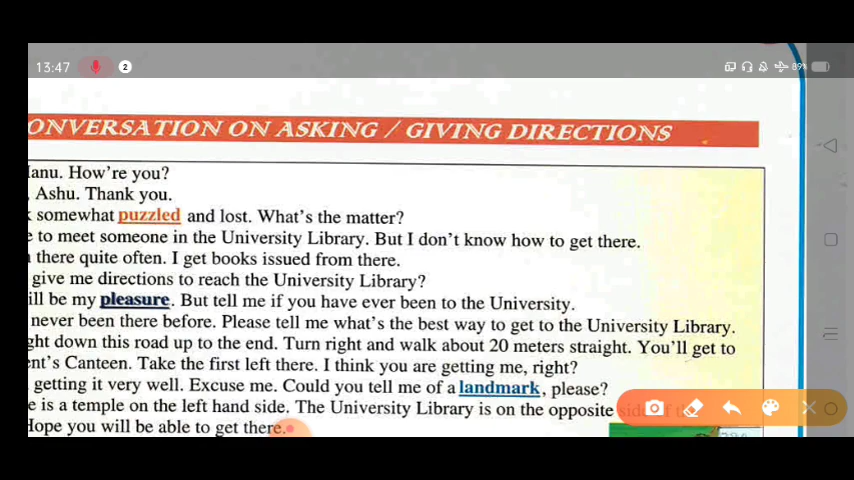 13:47
2
89%
ONVERSATION ON ASKING / GIVING DIRECTIONS
anu. How're you?
, Ashu. Thank you.
somewhat puzzled and lost. What's the matter?
e to meet someone in the University Library. But I don't know how to get there.
there quite often. I get books issued from there.
give me directions to reach the University Library?
ill be my pleasure. But tell me if you have ever been to the University.
never been there before. Please tell me what's the best way to get to the University Library.
ght down this road up to the end. Turn right and walk about 20 meters straight. You'll get to
nt's Canteen. Take the first left there. I think you are getting me, right?
getting it very well. Excuse me. Could you tell me of a landmark, please?
e is a temple on the left hand side. The University Library is on the opposite side of
Hope you will be able to get there.